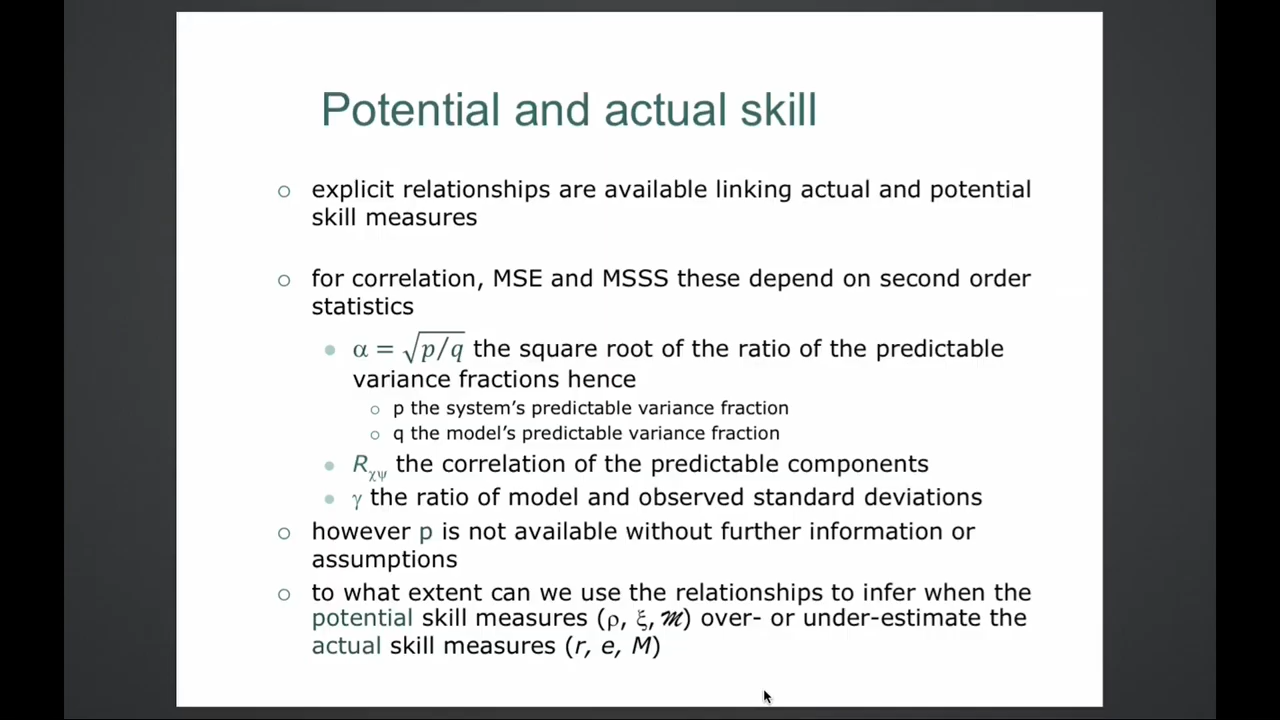 Potential and actual skill
○ explicit relationships are available linking actual and potential
skill measures
○ for correlation, MSE and MSSS these depend on second order
statistics
● α = √p/q the square root of the ratio of the predictable
variance fractions hence
○ p the system's predictable variance fraction
○ q the model's predictable variance fraction
● Rχψ the correlation of the predictable components
● γ the ratio of model and observed standard deviations
○ however p is not available without further information or
assumptions
○ to what extent can we use the relationships to infer when the
potential skill measures (ρ, ξ, ℳ) over- or under-estimate the
actual skill measures (r, e, M)